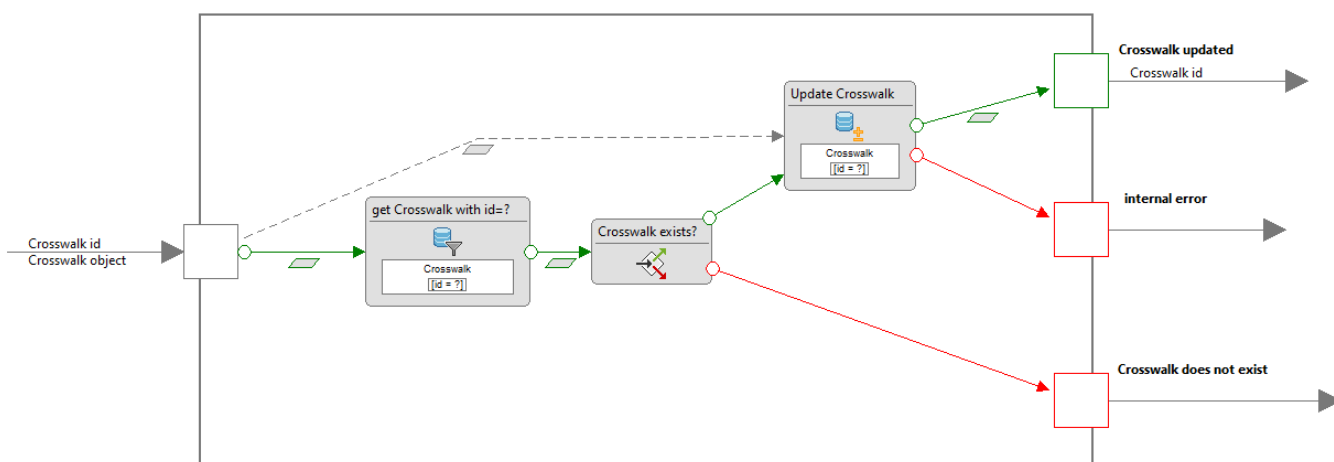 Crosswalk updated
Crosswalk id
Update Crosswalk
Crosswalk
[id = ?]
internal error
get Crosswalk with id=?
Crosswalk exists?
Crosswalk id
Crosswalk object
Crosswalk
[id = ?]
Crosswalk does not exist